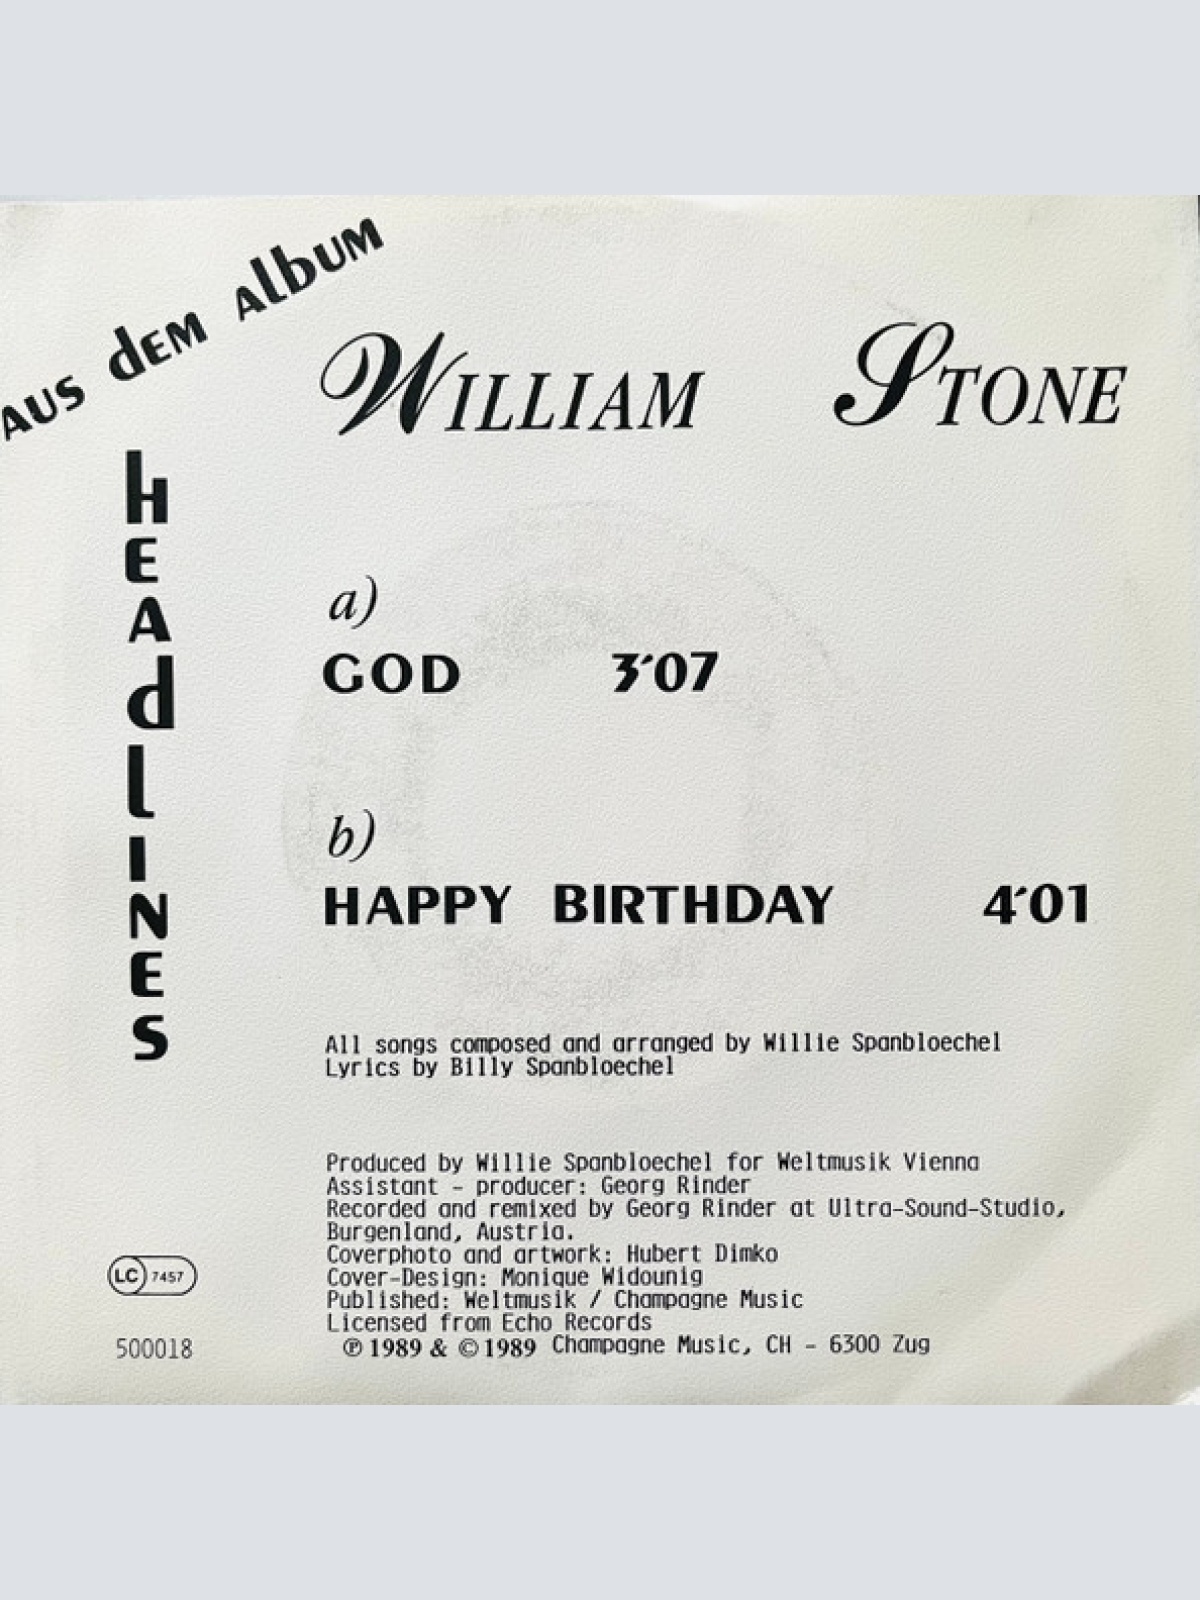 AUS dEM AlbUM
hEAdlINES
WILLIAM STONE
a)
GOD 3´07
b)
HAPPY BIRTHDAY 4´01
All songs composed and arranged by Willie Spanbloechel
Lyrics by Billy Spanbloechel
Produced by Willie Spanbloechel for Weltmusik Vienna
Assistant - producer: Georg Rinder
Recorded and remixed by Georg Rinder at Ultra-Sound-Studio,
Burgenland, Austria.
Coverphoto and artwork: Hubert Dimko
Cover-Design: Monique Widounig
Published: Weltmusik / Champagne Music
Licensed from Echo Records
℗ 1989 & © 1989 Champagne Music, CH - 6300 Zug
LC 7457
500018